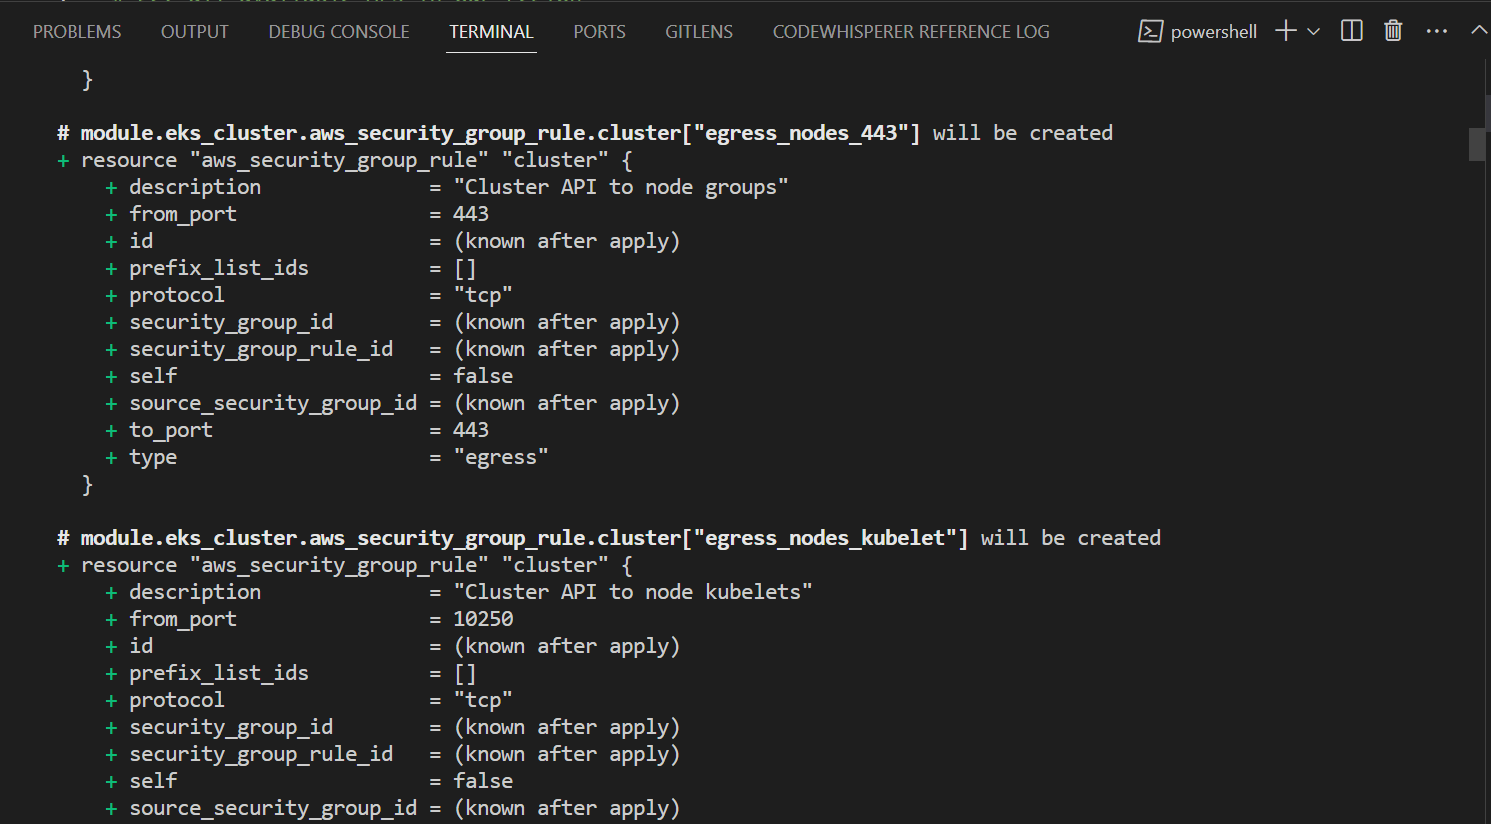 PROBLEMS OUTPUT DEBUG CONSOLE TERMINAL PORTS GITLENS CODEWHISPERER REFERENCE LOG powershell
}
# module.eks_cluster.aws_security_group_rule.cluster["egress_nodes_443"] will be created
+ resource "aws_security_group_rule" "cluster" {
+ description = "Cluster API to node groups"
+ from_port = 443
+ id = (known after apply)
+ prefix_list_ids = []
+ protocol = "tcp"
+ security_group_id = (known after apply)
+ security_group_rule_id = (known after apply)
+ self = false
+ source_security_group_id = (known after apply)
+ to_port = 443
+ type = "egress"
}
# module.eks_cluster.aws_security_group_rule.cluster["egress_nodes_kubelet"] will be created
+ resource "aws_security_group_rule" "cluster" {
+ description = "Cluster API to node kubelets"
+ from_port = 10250
+ id = (known after apply)
+ prefix_list_ids = []
+ protocol = "tcp"
+ security_group_id = (known after apply)
+ security_group_rule_id = (known after apply)
+ self = false
+ source_security_group_id = (known after apply)